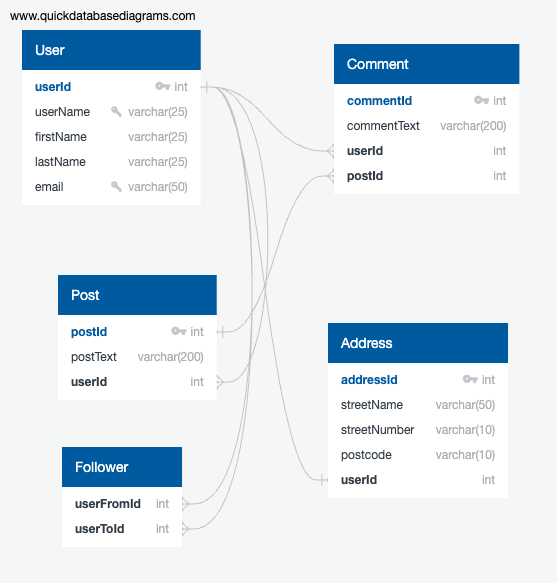 www.quickdatabasediagrams.com
User
userId int
userName varchar(25)
firstName varchar(25)
lastName varchar(25)
email varchar(50)
Comment
commentId int
commentText varchar(200)
userId int
postId int
Post
postId int
postText varchar(200)
userId int
Address
addressId int
streetName varchar(50)
streetNumber varchar(10)
postcode varchar(10)
userId int
Follower
userFromId int
userToId int